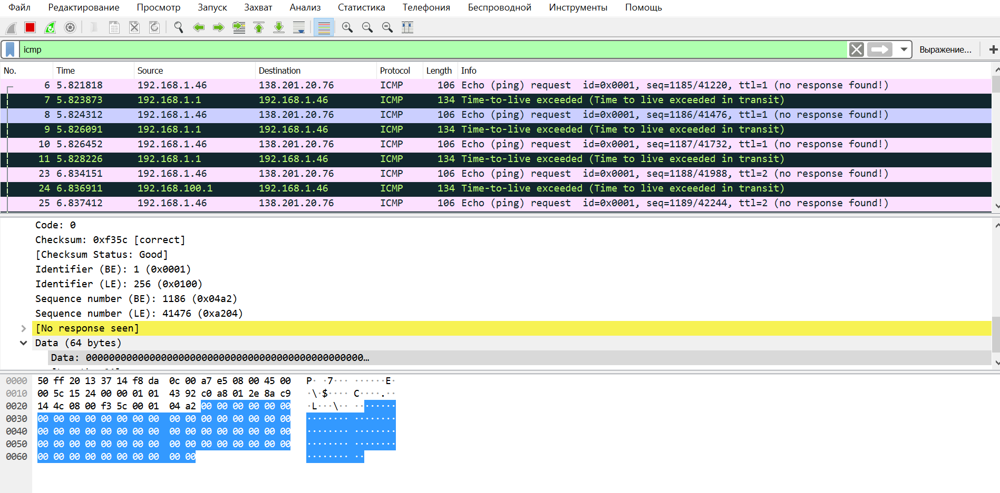 Файл Редактирование Просмотр Запуск Захват Анализ Статистика Телефония Беспроводной Инструменты Помощь
icmp Выражение... +
No. Time Source Destination Protocol Length Info
6 5.821818 192.168.1.46 138.201.20.76 ICMP 106 Echo (ping) request id=0x0001, seq=1185/41220, ttl=1 (no response found!)
7 5.823873 192.168.1.1 192.168.1.46 ICMP 134 Time-to-live exceeded (Time to live exceeded in transit)
8 5.824312 192.168.1.46 138.201.20.76 ICMP 106 Echo (ping) request id=0x0001, seq=1186/41476, ttl=1 (no response found!)
9 5.826091 192.168.1.1 192.168.1.46 ICMP 134 Time-to-live exceeded (Time to live exceeded in transit)
10 5.826452 192.168.1.46 138.201.20.76 ICMP 106 Echo (ping) request id=0x0001, seq=1187/41732, ttl=1 (no response found!)
11 5.828226 192.168.1.1 192.168.1.46 ICMP 134 Time-to-live exceeded (Time to live exceeded in transit)
23 6.834151 192.168.1.46 138.201.20.76 ICMP 106 Echo (ping) request id=0x0001, seq=1188/41988, ttl=2 (no response found!)
24 6.836911 192.168.100.1 192.168.1.46 ICMP 134 Time-to-live exceeded (Time to live exceeded in transit)
25 6.837412 192.168.1.46 138.201.20.76 ICMP 106 Echo (ping) request id=0x0001, seq=1189/42244, ttl=2 (no response found!)
Code: 0
Checksum: 0xf35c [correct]
[Checksum Status: Good]
Identifier (BE): 1 (0x0001)
Identifier (LE): 256 (0x0100)
Sequence number (BE): 1186 (0x04a2)
Sequence number (LE): 41476 (0xa204)
[No response seen]
Data (64 bytes)
Data: 000000000000000000000000000000000000000000000000…
0000 50 ff 20 13 37 14 f8 da 0c 00 a7 e5 08 00 45 00 P· ·7··· ······E·
0010 00 5c 15 24 00 00 01 01 43 92 c0 a8 01 2e 8a c9 ·\·$···· C····.··
0020 14 4c 08 00 f3 5c 00 01 04 a2 00 00 00 00 00 00 ·L···\·· ········
0030 00 00 00 00 00 00 00 00 00 00 00 00 00 00 00 00 ········ ········
0040 00 00 00 00 00 00 00 00 00 00 00 00 00 00 00 00 ········ ········
0050 00 00 00 00 00 00 00 00 00 00 00 00 00 00 00 00 ········ ········
0060 00 00 00 00 00 00 00 00 00 00 ········ ··